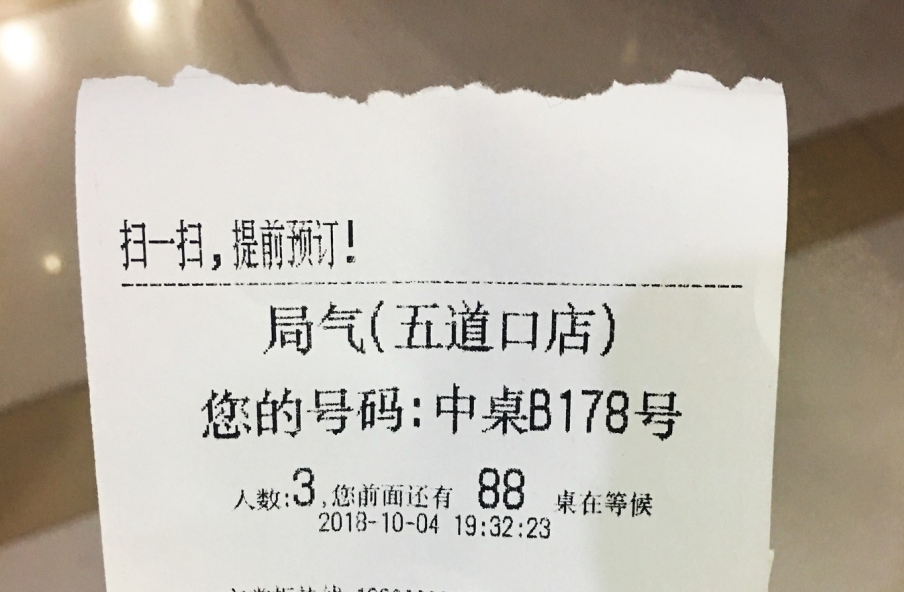 扫一扫,提前预订!
局气(五道口店)
您的号码:中桌B178号
人数:3,您前面还有 88 桌在等候
2018-10-04 19:32:23